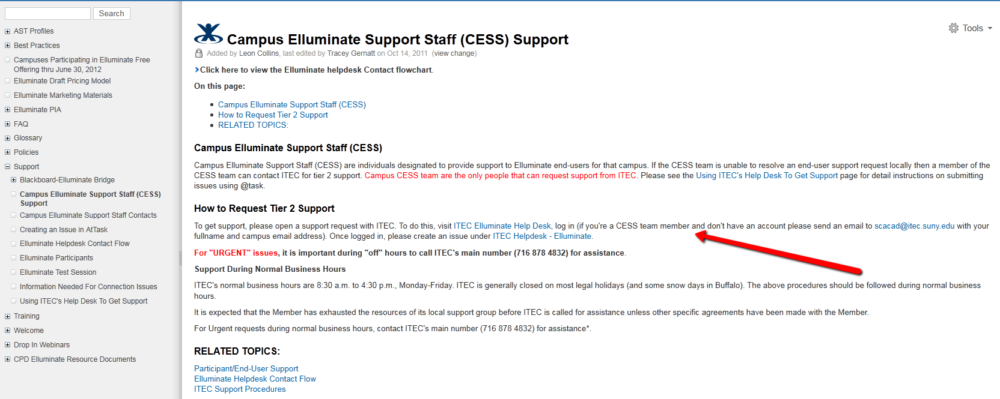 Search
AST Profiles
Best Practices
Campuses Participating in Elluminate Free
Offering thru June 30, 2012
Elluminate Draft Pricing Model
Elluminate Marketing Materials
Elluminate PIA
FAQ
Glossary
Policies
Support
Blackboard-Elluminate Bridge
Campus Elluminate Support Staff (CESS)
Support
Campus Elluminate Support Staff Contacts
Creating an Issue in AtTask
Elluminate Helpdesk Contact Flow
Elluminate Participants
Elluminate Test Session
Information Needed For Connection Issues
Using ITEC's Help Desk To Get Support
Training
Welcome
Drop In Webinars
CPD Elluminate Resource Documents
Tools
Campus Elluminate Support Staff (CESS) Support
Added by Leon Collins, last edited by Tracey Gernatt on Oct 14, 2011 (view change)
Click here to view the Elluminate helpdesk Contact flowchart.
On this page:
• Campus Elluminate Support Staff (CESS)
• How to Request Tier 2 Support
• RELATED TOPICS:
Campus Elluminate Support Staff (CESS)
Campus Elluminate Support Staff (CESS) are individuals designated to provide support to Elluminate end-users for that campus. If the CESS team is unable to resolve an end-user support request locally then a member of the
CESS team can contact ITEC for tier 2 support. Campus CESS team are the only people that can request support from ITEC. Please see the Using ITEC's Help Desk To Get Support page for detail instructions on submitting
issues using @task.
How to Request Tier 2 Support
To get support, please open a support request with ITEC. To do this, visit ITEC Elluminate Help Desk, log in (if you're a CESS team member and don't have an account please send an email to scacad@itec.suny.edu with your
fullname and campus email address). Once logged in, please create an issue under ITEC Helpdesk - Elluminate.
For "URGENT" issues, it is important during "off" hours to call ITEC's main number (716 878 4832) for assistance.
Support During Normal Business Hours
ITEC's normal business hours are 8:30 a.m. to 4:30 p.m., Monday-Friday. ITEC is generally closed on most legal holidays (and some snow days in Buffalo). The above procedures should be followed during normal business
hours.
It is expected that the Member has exhausted the resources of its local support group before ITEC is called for assistance unless other specific agreements have been made with the Member.
For Urgent requests during normal business hours, contact ITEC's main number (716 878 4832) for assistance*.
RELATED TOPICS:
Participant/End-User Support
Elluminate Helpdesk Contact Flow
ITEC Support Procedures